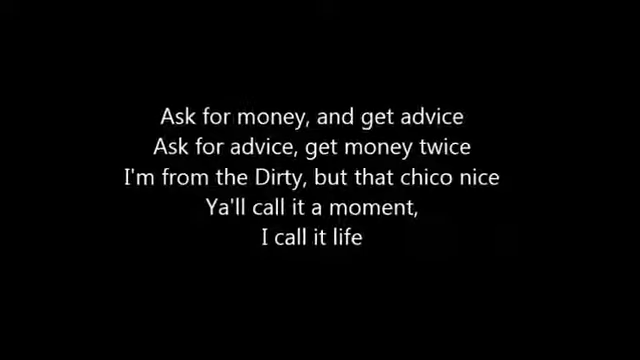 Ask for money, and get advice
Ask for advice, get money twice
I'm from the Dirty, but that chico nice
Ya'll call it a moment,
I call it life